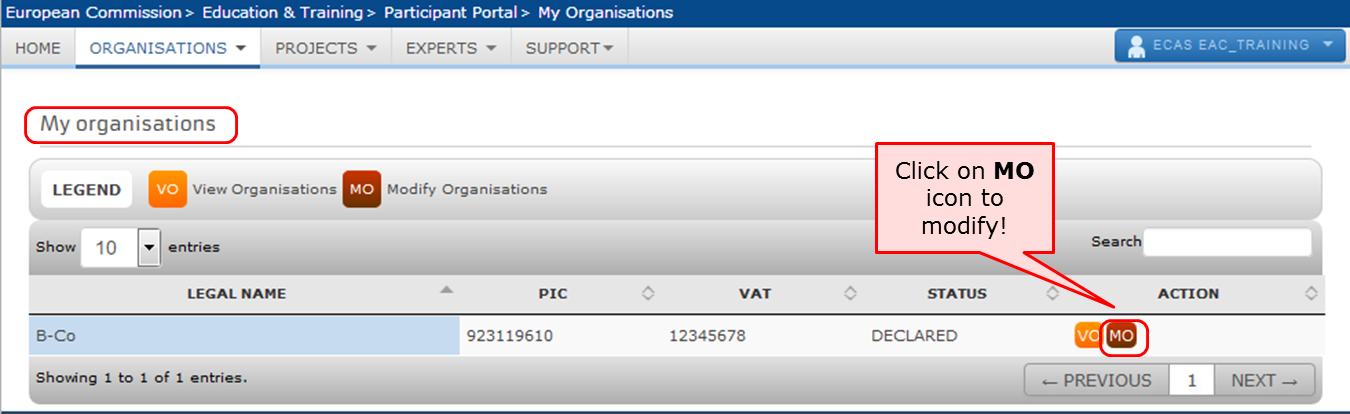 European Commission> Education & Training> Participant Portal> My Organisations
HOME ORGANISATIONS PROJECTS EXPERTS SUPPORT ECAS EAC_TRAINING
My organisations
Click on MO
icon to
modify!
LEGEND VO View Organisations MO Modify Organisations
Show 10 entries Search
LEGAL NAME PIC VAT STATUS ACTION
B-Co 923119610 12345678 DECLARED VO MO
Showing 1 to 1 of 1 entries. ← PREVIOUS 1 NEXT →